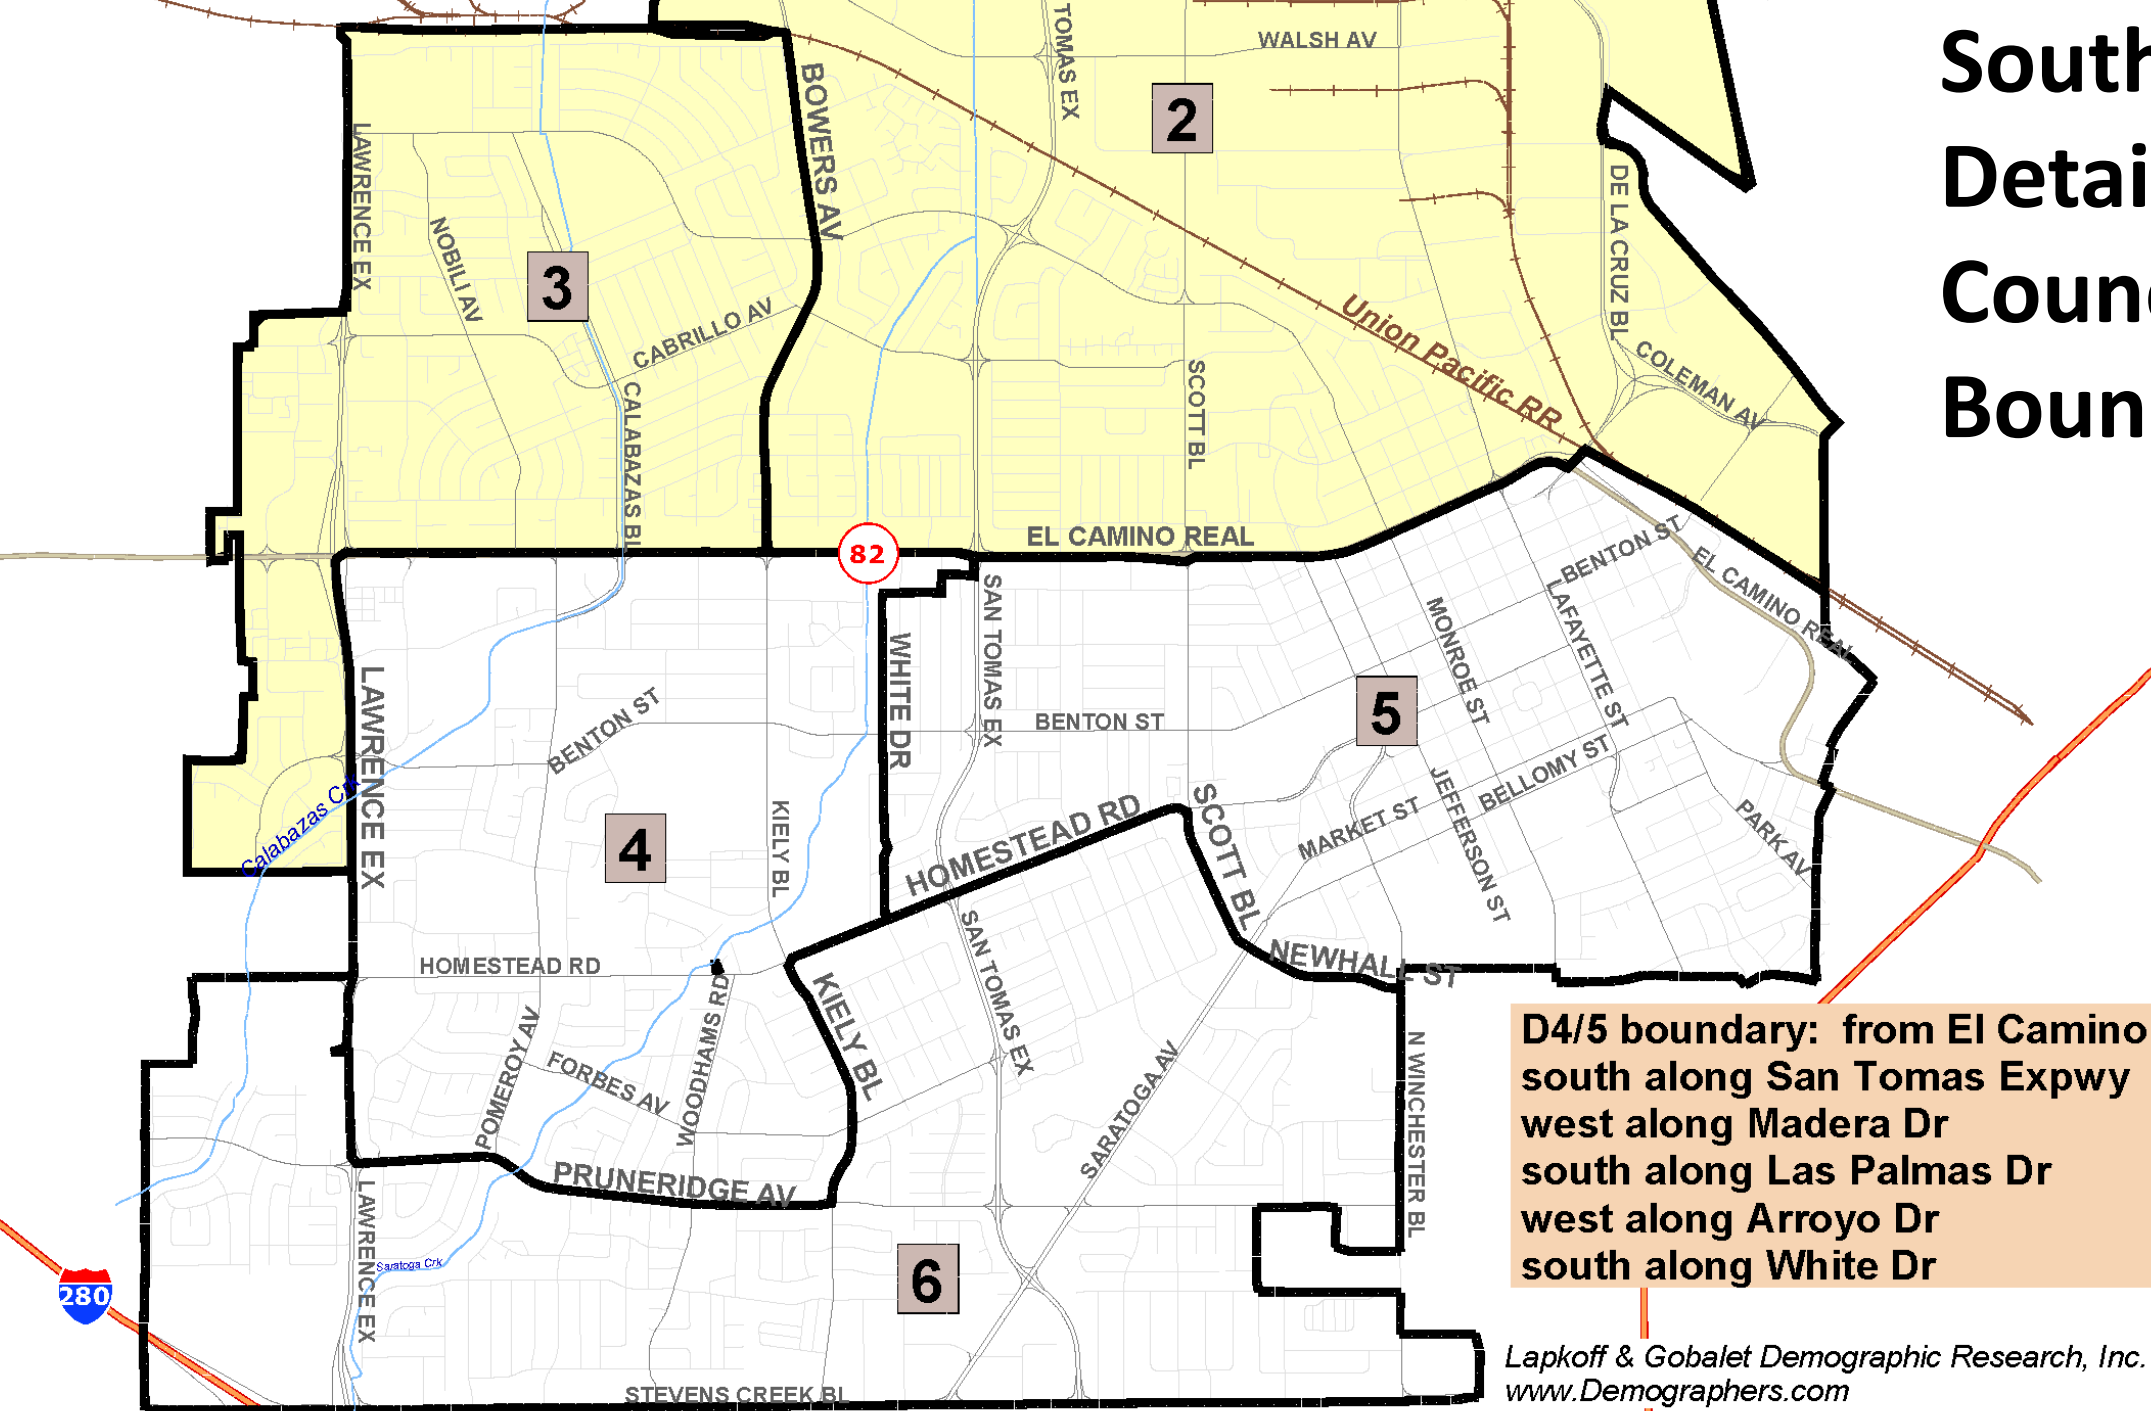 South
Detai
Counc
Boun
WALSH AV
TOMAS EX
2
BOWERS AV
LAWRENCE EX
NOBILI AV
3
CABRILLO AV
CALABAZAS BL
DE LA CRUZ BL
Union Pacific RR
COLEMAN AV
SCOTT BL
EL CAMINO REAL
82
BENTON ST
EL CAMINO REAL
SAN TOMAS EX
WHITE DR
MONROE ST
LAFAYETTE ST
LAWRENCE EX
BENTON ST
BENTON ST
5
Calabazas Crk
4
KIELY BL
HOMESTEAD RD
SCOTT BL
MARKET ST
JEFFERSON ST
BELLOMY ST
PARK AV
HOMESTEAD RD
SAN TOMAS EX
NEWHALL ST
KIELY BL
POMEROY AV
FORBES AV
WOODHAMS RD
SARATOGA AV
N WINCHESTER BL
PRUNERIDGE AV
LAWRENCE EX
Saratoga Crk
6
280
STEVENS CREEK BL
D4/5 boundary: from El Camino
south along San Tomas Expwy
west along Madera Dr
south along Las Palmas Dr
west along Arroyo Dr
south along White Dr
Lapkoff & Gobalet Demographic Research, Inc.
www.Demographers.com